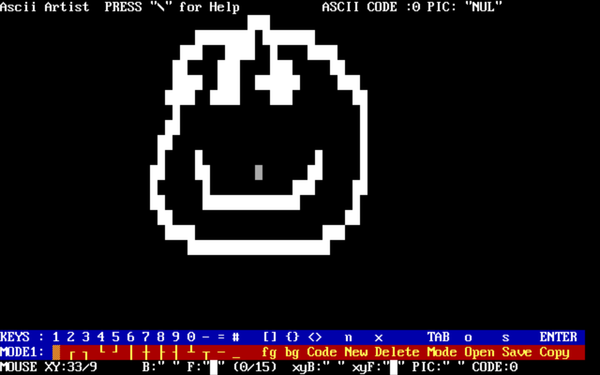 Ascii Artist PRESS "\" for Help ASCII CODE :0 PIC: "NUL"
KEYS : 1 2 3 4 5 6 7 8 9 0 - = # [] {} <> n x TAB o s ENTER
MODE1: fg bg Code New Delete Mode Open Save Copy
MOUSE XY:33/9 B:" " F:" " (0/15) xyB:" " xyF:" " PIC:" " CODE:0